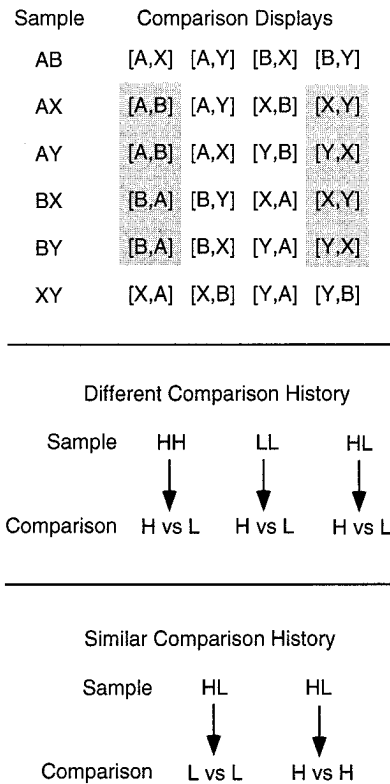 Sample Comparison Displays
AB [A,X] [A,Y] [B,X] [B,Y]
AX [A,B] [A,Y] [X,B] [X,Y]
AY [A,B] [A,X] [Y,B] [Y,X]
BX [B,A] [B,Y] [X,A] [X,Y]
BY [B,A] [B,X] [Y,A] [Y,X]
XY [X,A] [X,B] [Y,A] [Y,B]
Different Comparison History
Sample HH LL HL
Comparison H vs L H vs L H vs L
Similar Comparison History
Sample HL HL
Comparison L vs L H vs H